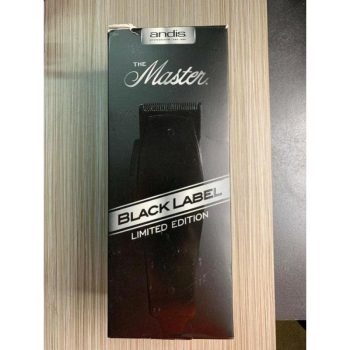 andis
THE
Master
BLACK LABEL
LIMITED EDITION